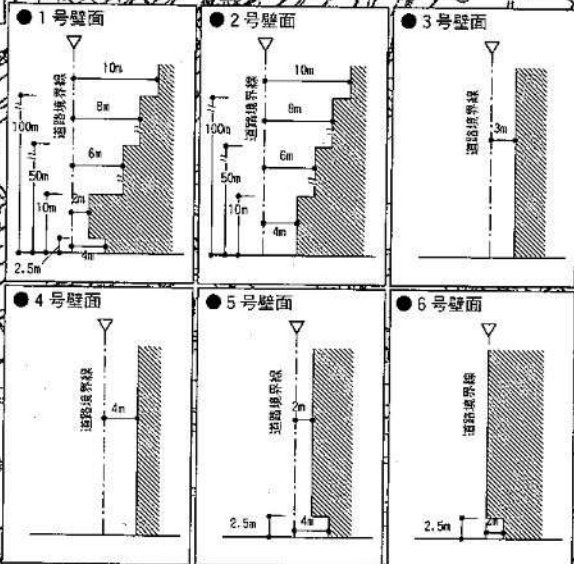 ● 1号壁面
道路境界線
10m
8m
6m
2m
4m
100m
50m
10m
2.5m
● 2号壁面
道路境界線
10m
8m
6m
4m
100m
50m
10m
● 3号壁面
道路境界線
3m
● 4号壁面
道路境界線
4m
● 5号壁面
道路境界線
2m
4m
2.5m
● 6号壁面
道路境界線
2m
2.5m